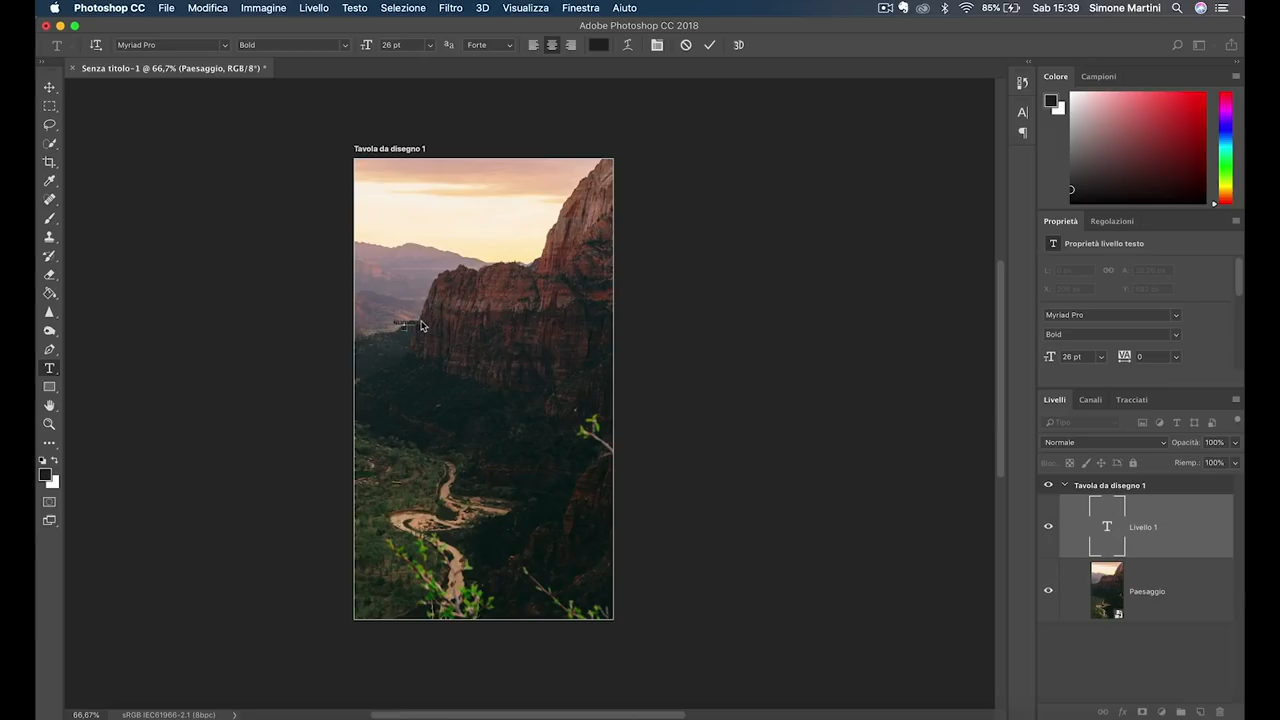 Photoshop CC File Modifica Immagine Livello Testo Selezione Filtro 3D Visualizza Finestra Aiuto 85% Sab 15:39 Simone Martini
Adobe Photoshop CC 2018
T Myriad Pro Bold 26 pt Forte 3D
Senza titolo-1 @ 66,7% (Paesaggio, RGB/8*) *
Colore Campioni
Tavola da disegno 1
Proprietà Regolazioni
T Proprietà livello testo
Myriad Pro
Bold
26 pt VA 0
Livelli Canali Tracciati
Tipo
Normale Opacità: 100%
Bloc. Riemp.: 100%
Tavola da disegno 1
T Livello 1
Paesaggio
66,67% sRGB IEC61966-2.1 (8bpc)